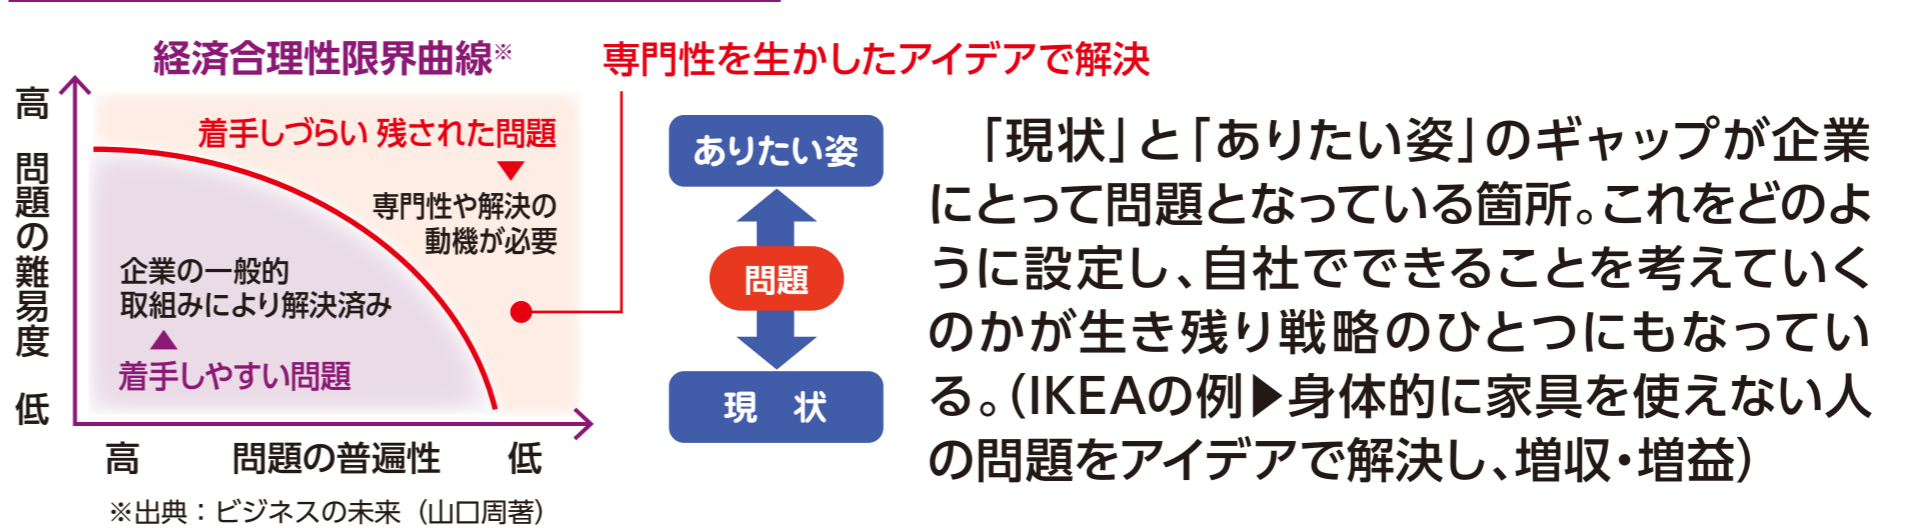 経済合理性限界曲線※
専門性を生かしたアイデアで解決
高 問題の難易度 低
着手しづらい 残された問題
▼
専門性や解決の
動機が必要
企業の一般的
取組みにより解決済み
▲
着手しやすい問題
高 問題の普遍性 低
※出典：ビジネスの未来（山口周著）
ありたい姿
問題
現 状
「現状」と「ありたい姿」のギャップが企業
にとって問題となっている箇所。これをどのよ
うに設定し、自社でできることを考えていく
のかが生き残り戦略のひとつにもなってい
る。（IKEAの例▶身体的に家具を使えない人
の問題をアイデアで解決し、増収・増益）